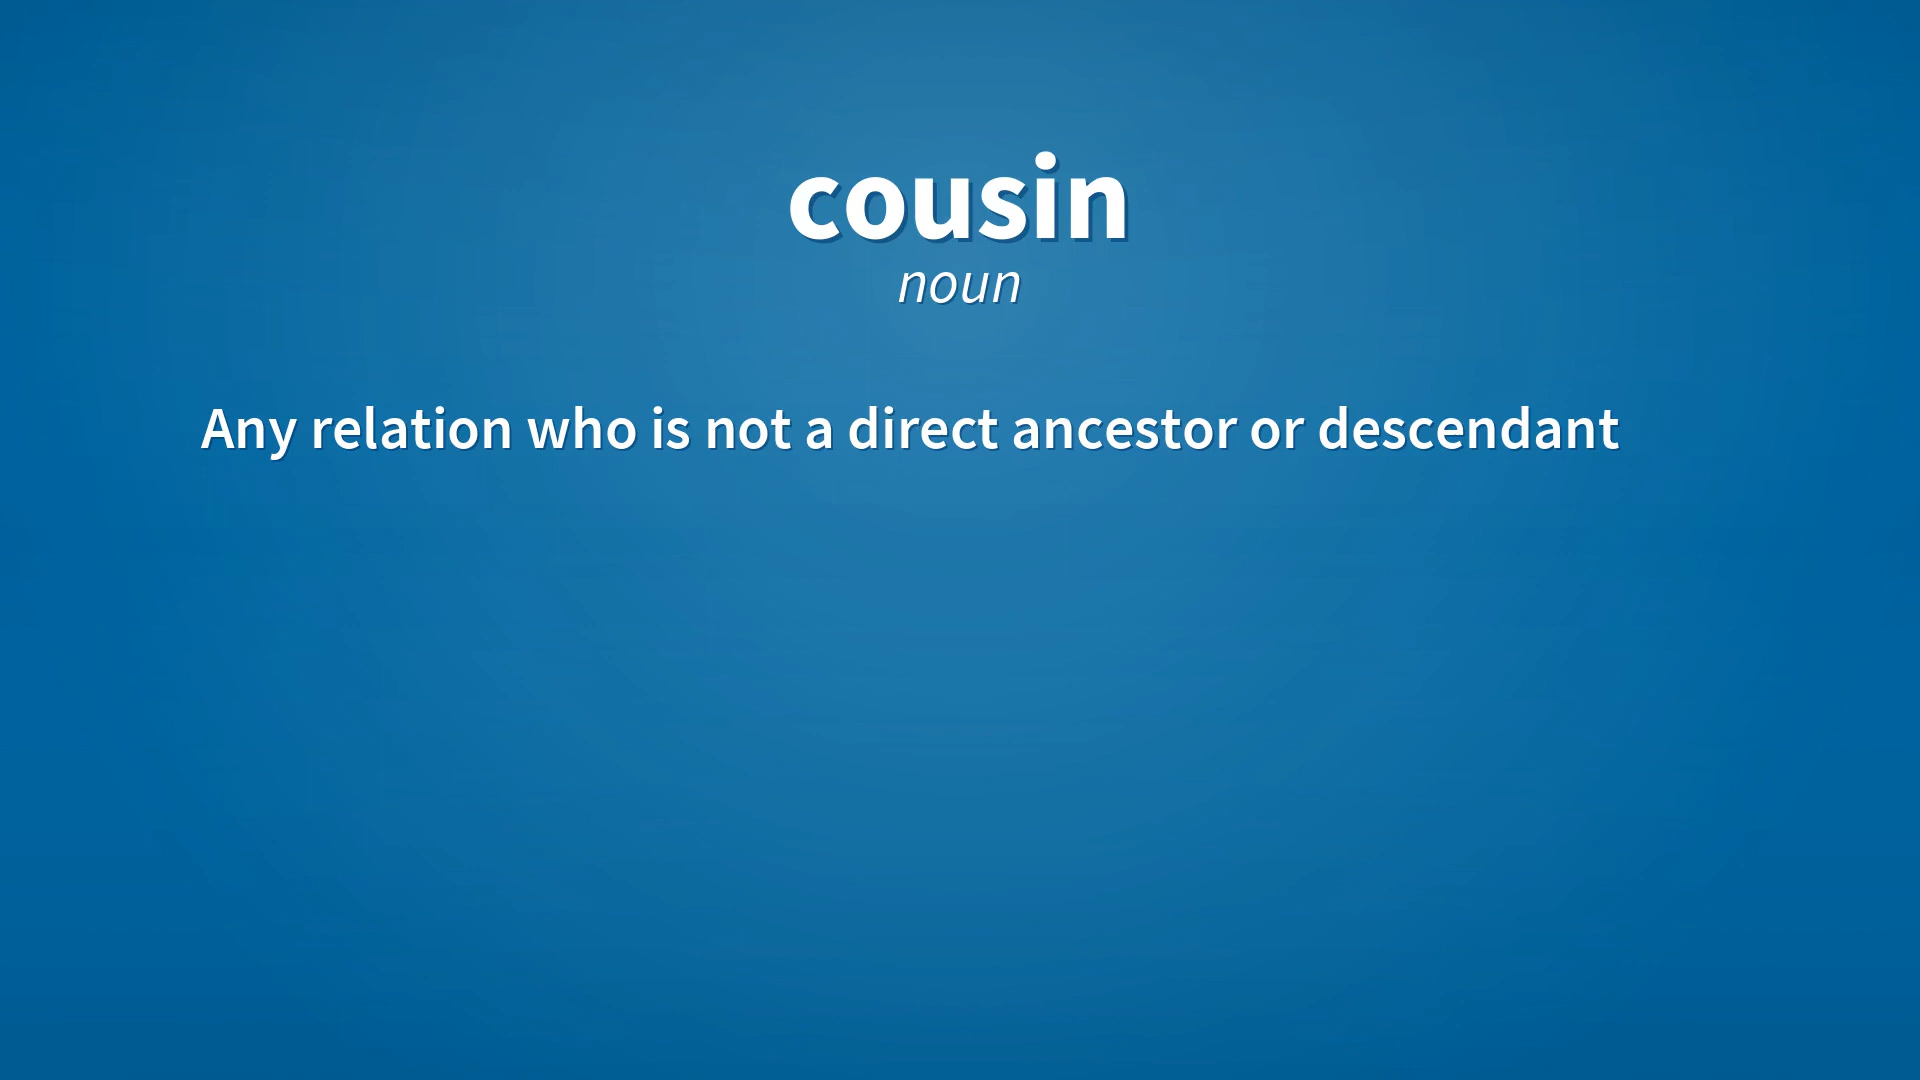 cousin
noun
Any relation who is not a direct ancestor or descendant